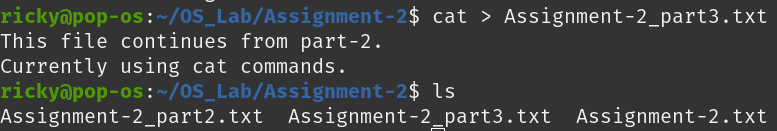 ricky@pop-os:~/OS_Lab/Assignment-2$ cat > Assignment-2_part3.txt
This file continues from part-2.
Currently using cat commands.
ricky@pop-os:~/OS_Lab/Assignment-2$ ls
Assignment-2_part2.txt  Assignment-2_part3.txt  Assignment-2.txt